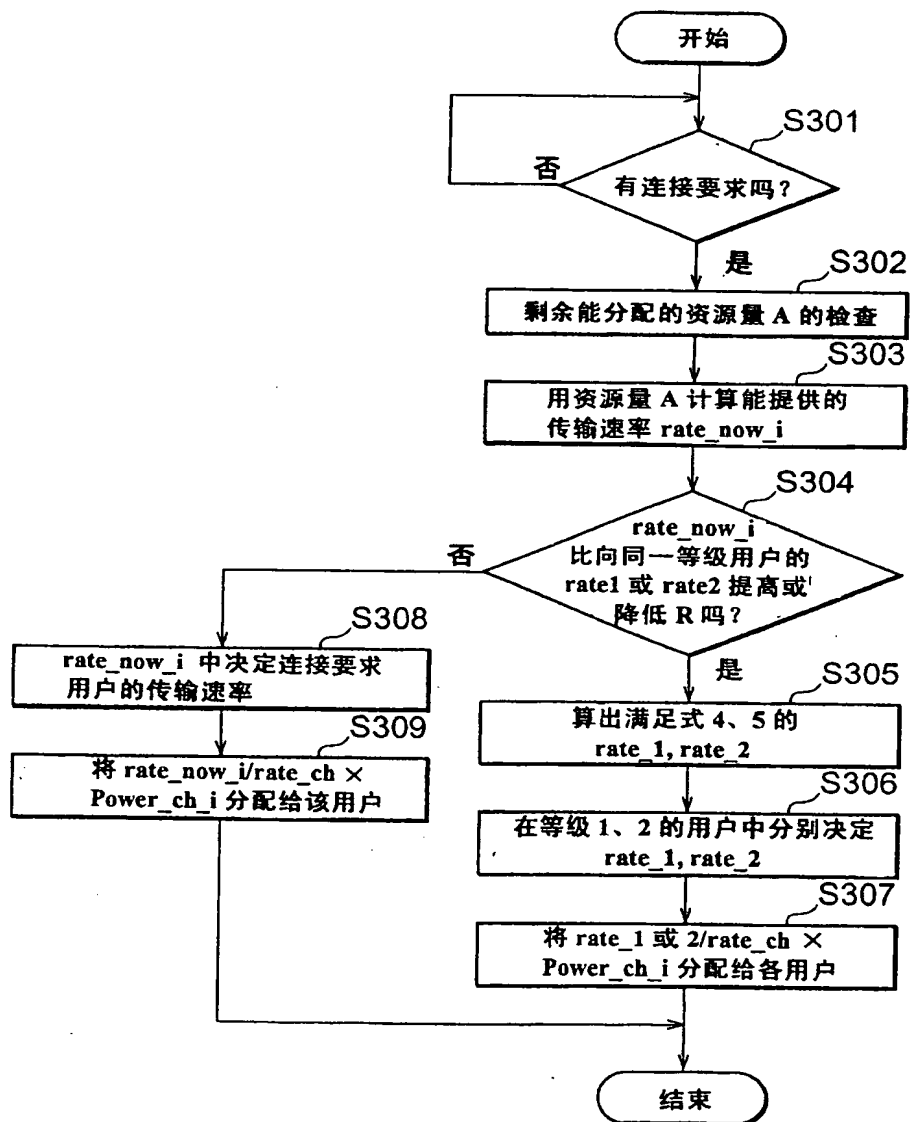 开始
S301
否
有连接要求吗?
是
S302
剩余能分配的资源量 A 的检查
S303
用资源量 A 计算能提供的
传输速率 rate_now_i
S304
rate_now_i
比向同一等级用户的
rate1 或 rate2 提高或
降低 R 吗?
否
是
S308
rate_now_i 中决定连接要求
用户的传输速率
S309
将 rate_now_i/rate_ch ×
Power_ch_i 分配给该用户
S305
算出满足式 4、5 的
rate_1, rate_2
S306
在等级 1、2 的用户中分别决定
rate_1, rate_2
S307
将 rate_1 或 2/rate_ch ×
Power_ch_i 分配给各用户
结束